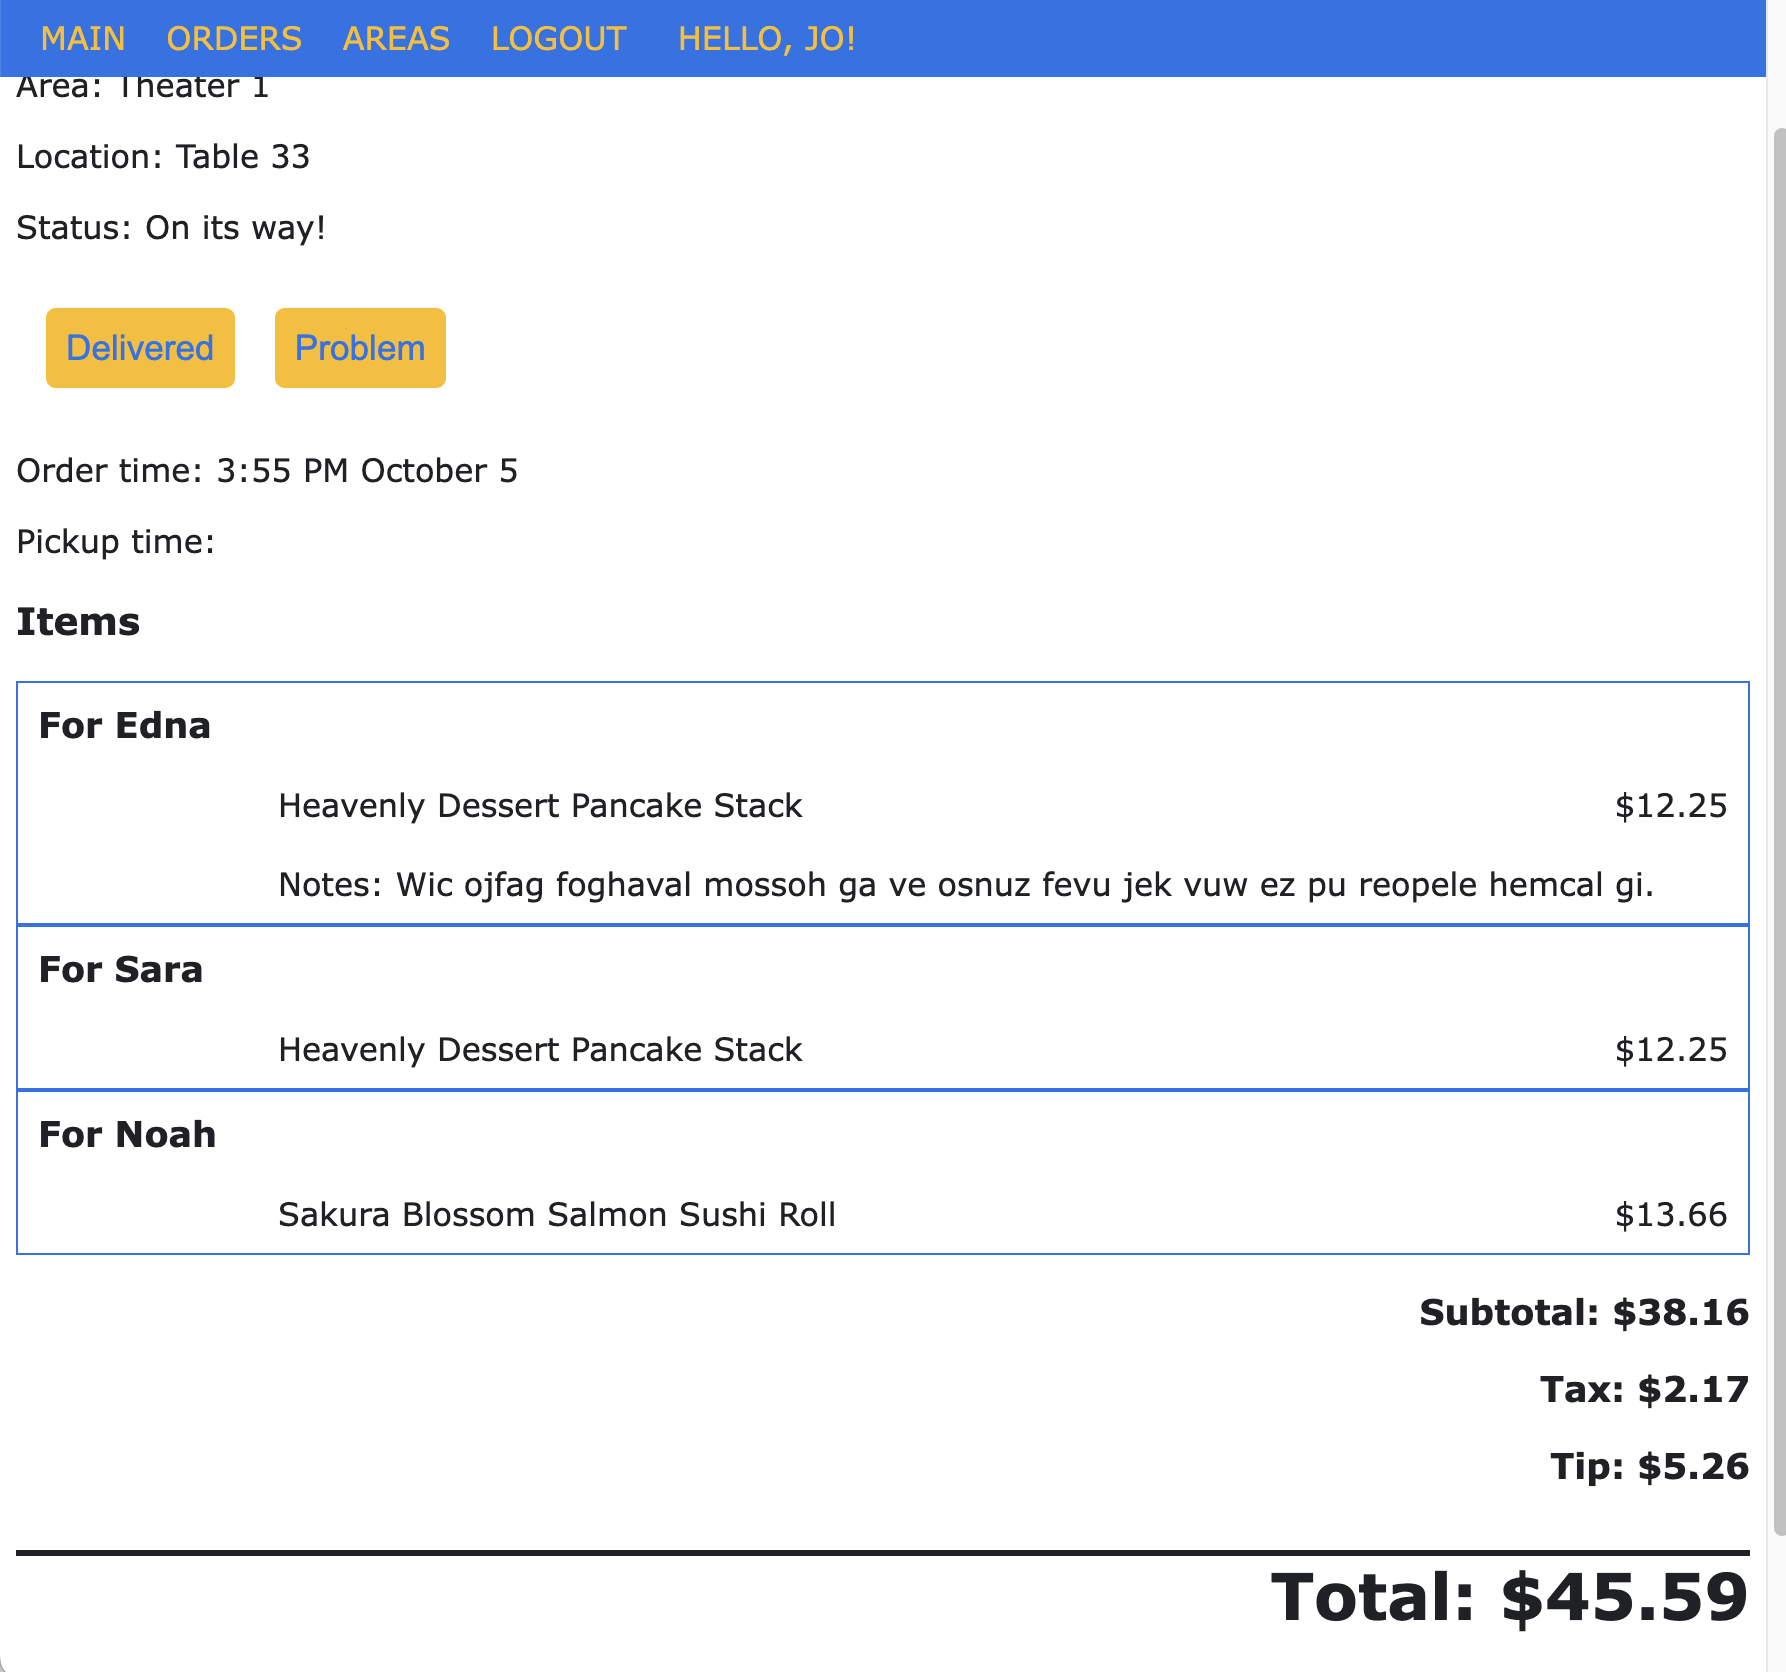 MAIN ORDERS AREAS LOGOUT HELLO, JO!
Area: Theater 1
Location: Table 33
Status: On its way!
Delivered Problem
Order time: 3:55 PM October 5
Pickup time:
Items
For Edna
Heavenly Dessert Pancake Stack $12.25
Notes: Wic ojfag foghaval mossoh ga ve osnuz fevu jek vuw ez pu reopele hemcal gi.
For Sara
Heavenly Dessert Pancake Stack $12.25
For Noah
Sakura Blossom Salmon Sushi Roll $13.66
Subtotal: $38.16
Tax: $2.17
Tip: $5.26
Total: $45.59